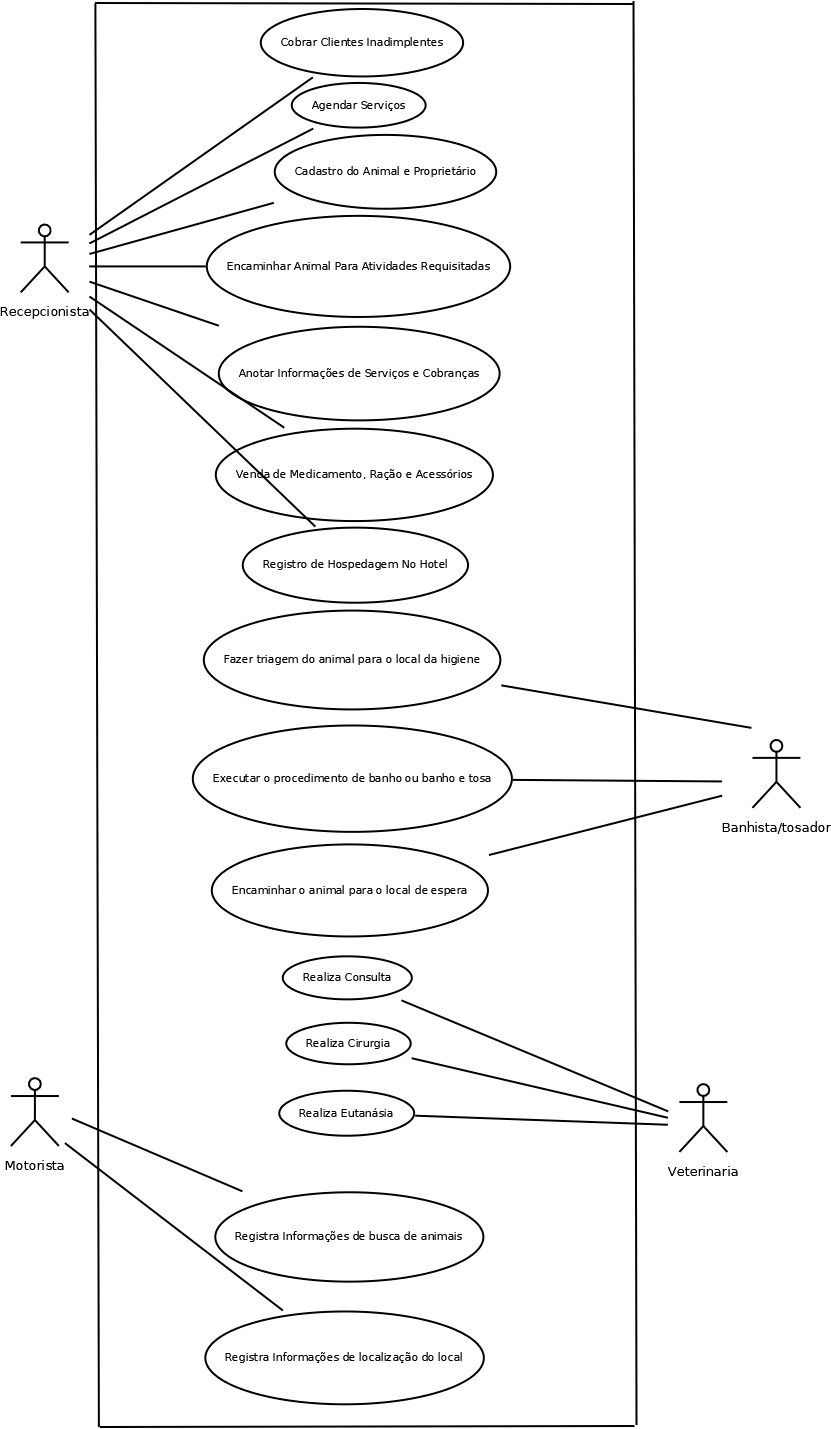 Cobrar Clientes Inadimplentes
Agendar Serviços
Cadastro do Animal e Proprietário
Encaminhar Animal Para Atividades Requisitadas
Recepcionista
Anotar Informações de Serviços e Cobranças
Venda de Medicamento, Ração e Acessórios
Registro de Hospedagem No Hotel
Fazer triagem do animal para o local da higiene
Executar o procedimento de banho ou banho e tosa
Banhista/tosador
Encaminhar o animal para o local de espera
Realiza Consulta
Realiza Cirurgia
Realiza Eutanásia
Motorista
Veterinaria
Registra Informações de busca de animais
Registra Informações de localização do local